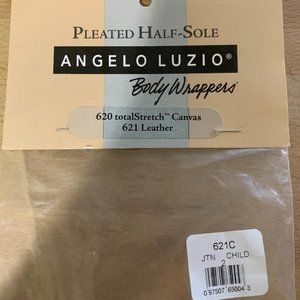 PLEATED HALF-SOLE
ANGELO LUZIO®
Body Wrappers®
620 totalStretch™ Canvas
621 Leather
621C
JTN CHILD
2
0 97507 65004 3